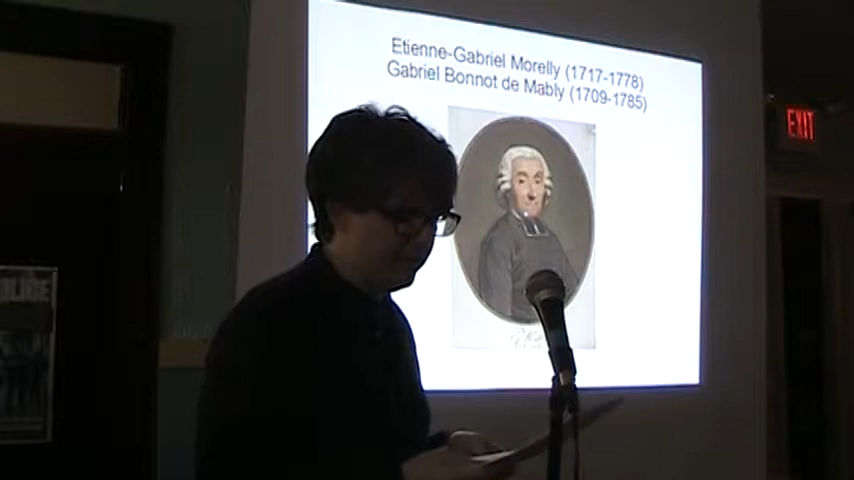 Etienne-Gabriel Morelly (1717-1778)
Gabriel Bonnot de Mably (1709-1785)
EXIT